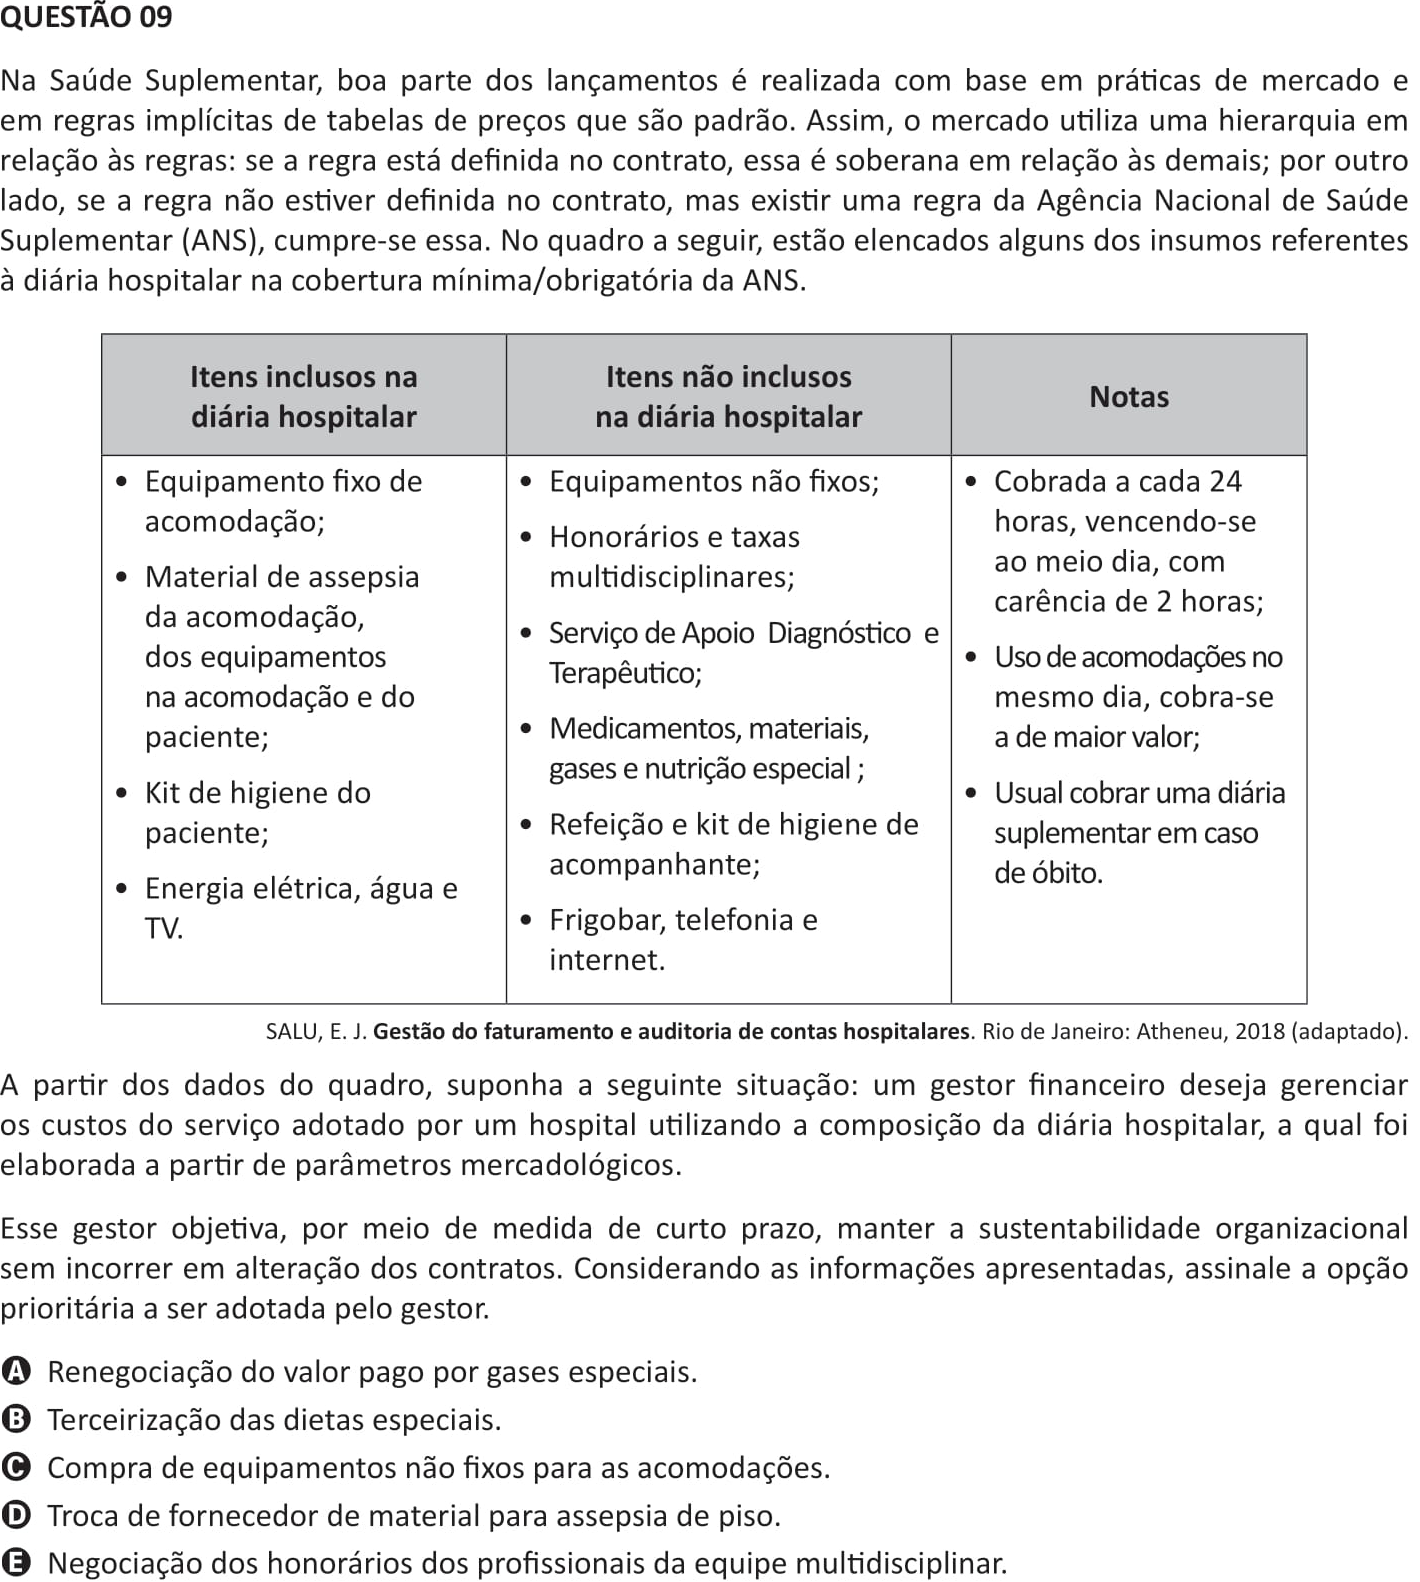 QUESTÃO 09
Na Saúde Suplementar, boa parte dos lançamentos é realizada com base em práticas de mercado e
em regras implícitas de tabelas de preços que são padrão. Assim, o mercado utiliza uma hierarquia em
relação às regras: se a regra está definida no contrato, essa é soberana em relação às demais; por outro
lado, se a regra não estiver definida no contrato, mas existir uma regra da Agência Nacional de Saúde
Suplementar (ANS), cumpre-se essa. No quadro a seguir, estão elencados alguns dos insumos referentes
à diária hospitalar na cobertura mínima/obrigatória da ANS.
Itens inclusos na
diária hospitalar
Itens não inclusos
na diária hospitalar
Notas
• Equipamento fixo de
acomodação;
• Material de assepsia
da acomodação,
dos equipamentos
na acomodação e do
paciente;
• Kit de higiene do
paciente;
• Energia elétrica, água e
TV.
• Equipamentos não fixos;
• Honorários e taxas
multidisciplinares;
• Serviço de Apoio Diagnóstico e
Terapêutico;
• Medicamentos, materiais,
gases e nutrição especial ;
• Refeição e kit de higiene de
acompanhante;
• Frigobar, telefonia e
internet.
• Cobrada a cada 24
horas, vencendo-se
ao meio dia, com
carência de 2 horas;
• Uso de acomodações no
mesmo dia, cobra-se
a de maior valor;
• Usual cobrar uma diária
suplementar em caso
de óbito.
SALU, E. J. Gestão do faturamento e auditoria de contas hospitalares. Rio de Janeiro: Atheneu, 2018 (adaptado).
A partir dos dados do quadro, suponha a seguinte situação: um gestor financeiro deseja gerenciar
os custos do serviço adotado por um hospital utilizando a composição da diária hospitalar, a qual foi
elaborada a partir de parâmetros mercadológicos.
Esse gestor objetiva, por meio de medida de curto prazo, manter a sustentabilidade organizacional
sem incorrer em alteração dos contratos. Considerando as informações apresentadas, assinale a opção
prioritária a ser adotada pelo gestor.
A Renegociação do valor pago por gases especiais.
B Terceirização das dietas especiais.
C Compra de equipamentos não fixos para as acomodações.
D Troca de fornecedor de material para assepsia de piso.
E Negociação dos honorários dos profissionais da equipe multidisciplinar.